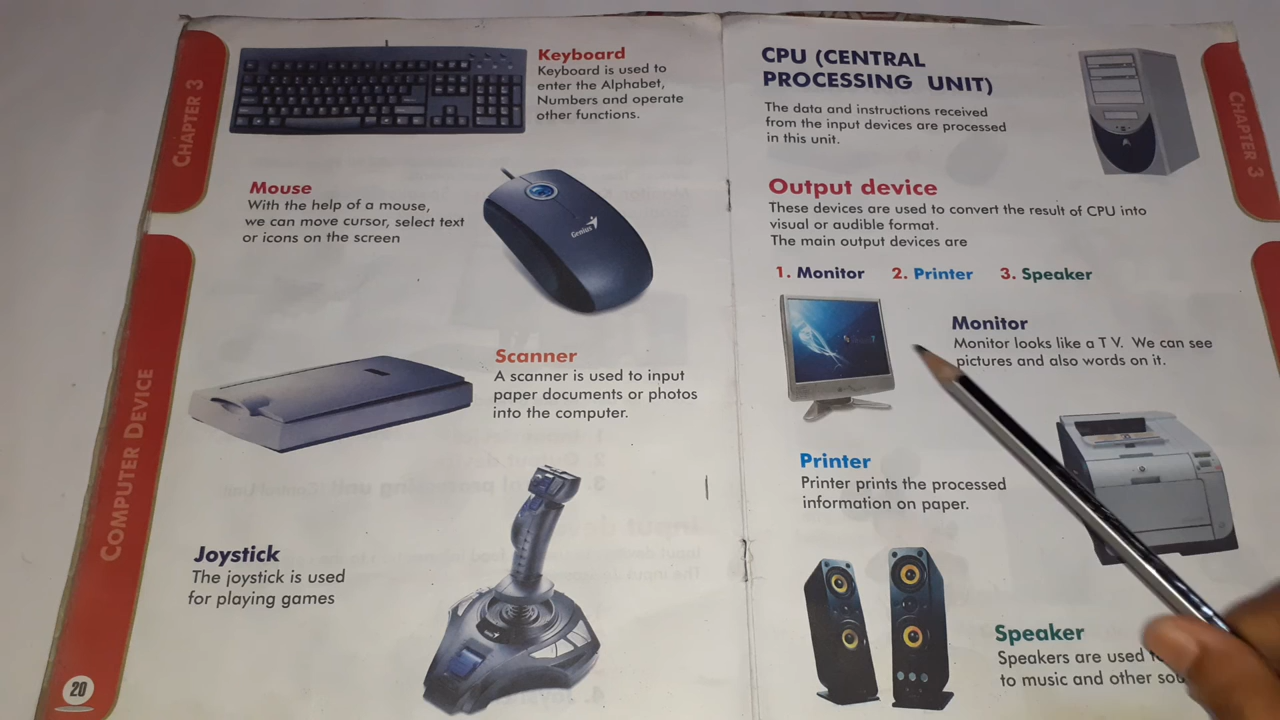 CHAPTER 3
COMPUTER DEVICE
Keyboard
Keyboard is used to
enter the Alphabet,
Numbers and operate
other functions.
Mouse
With the help of a mouse,
we can move cursor, select text
or icons on the screen
Genius
Scanner
A scanner is used to input
paper documents or photos
into the computer.
Joystick
The joystick is used
for playing games
20
CPU (CENTRAL
PROCESSING UNIT)
The data and instructions received
from the input devices are processed
in this unit.
Output device
These devices are used to convert the result of CPU into
visual or audible format.
The main output devices are
1. Monitor 2. Printer 3. Speaker
Monitor
Monitor looks like a T V. We can see
pictures and also words on it.
Printer
Printer prints the processed
information on paper.
Speaker
Speakers are used
to music and other
CHAPTER 3